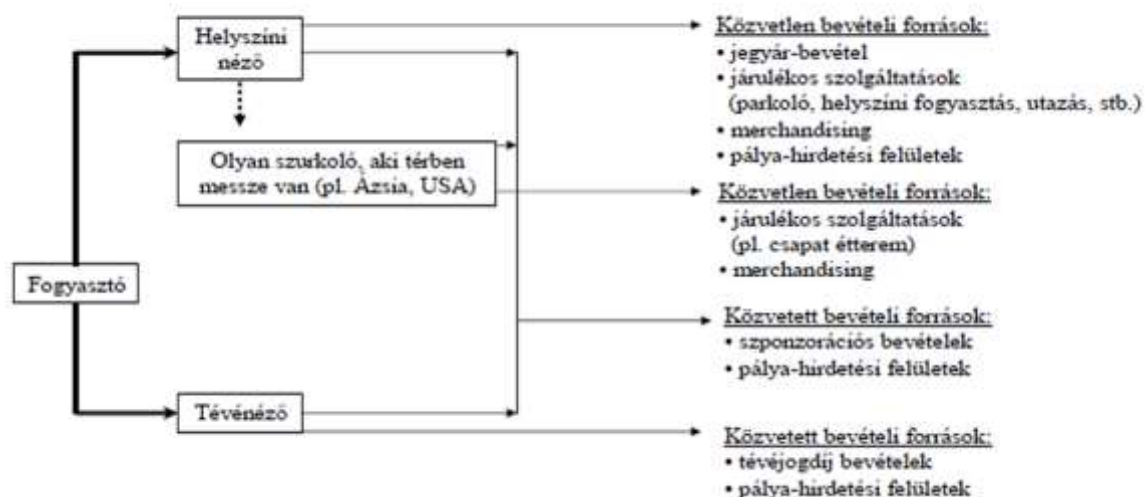 Helyszíni
néző
Olyan szurkoló, aki térben
messze van (pl. Ázsia, USA)
Fogyasztó
Tévénéző
Közvetlen bevételi források:
• jegyár-bevétel
• járulékos szolgáltatások
(parkoló, helyszíni fogyasztás, utazás, stb.)
• merchandising
• pálya-hirdetési felületek
Közvetlen bevételi források:
• járulékos szolgáltatások
(pl. csapat étterem)
• merchandising
Közvetett bevételi források:
• szponzorációs bevételek
• pálya-hirdetési felületek
Közvetett bevételi források:
• tévéjogdíj bevételek
• pálya-hirdetési felületek